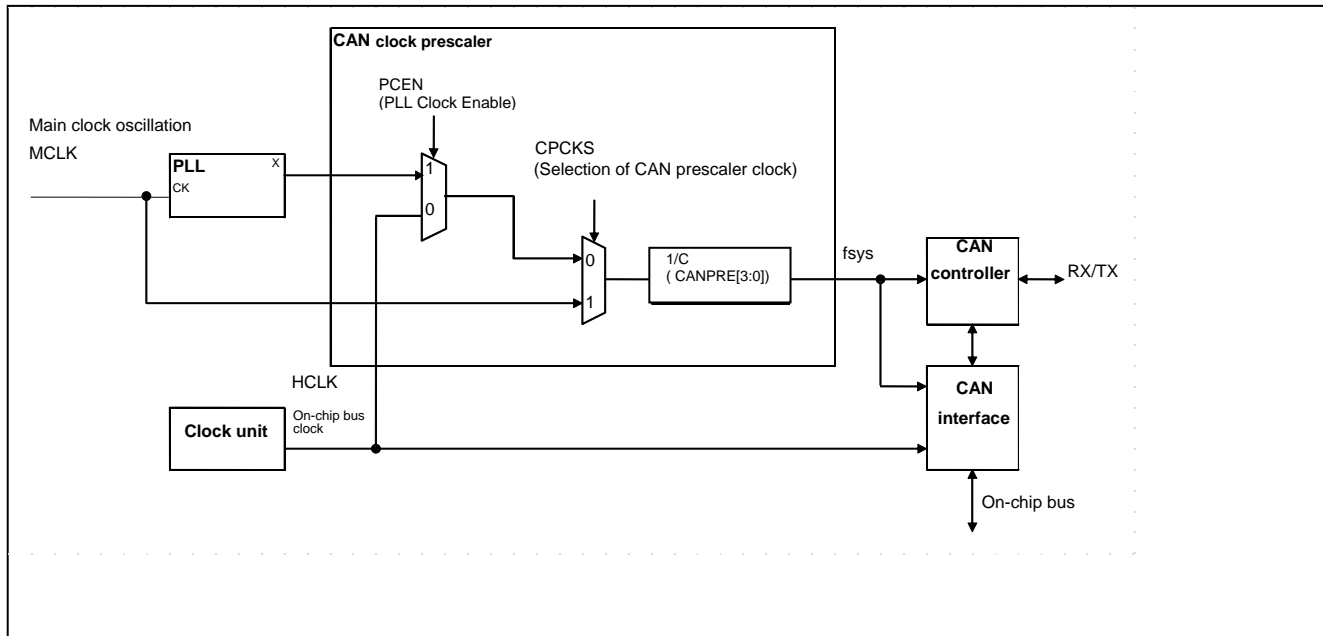 CAN clock prescaler
PCEN
(PLL Clock Enable)
Main clock oscillation
MCLK
PLL
X
CK
1
0
CPCKS
(Selection of CAN prescaler clock)
0
1
1/C
( CANPRE[3:0])
fsys
CAN
controller
RX/TX
HCLK
On-chip bus
clock
Clock unit
CAN
interface
On-chip bus